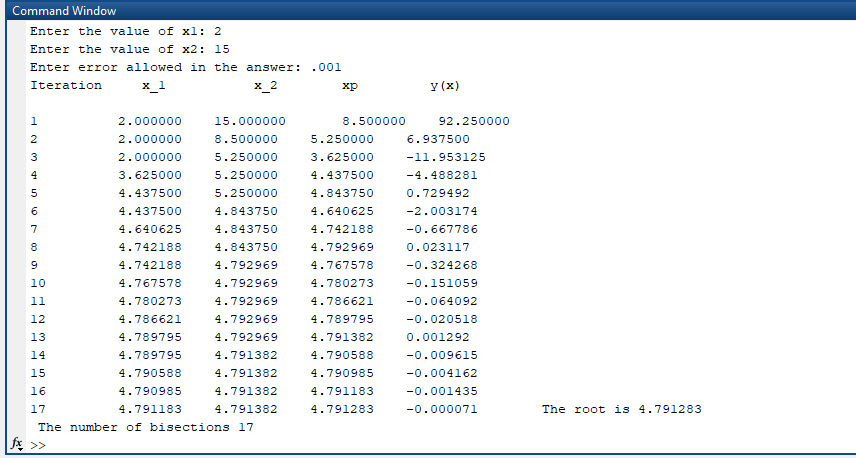 Command Window
Enter the value of x1: 2
Enter the value of x2: 15
Enter error allowed in the answer: .001
Iteration x_1 x_2 xp y(x)
1 2.000000 15.000000 8.500000 92.250000
2 2.000000 8.500000 5.250000 6.937500
3 2.000000 5.250000 3.625000 -11.953125
4 3.625000 5.250000 4.437500 -4.488281
5 4.437500 5.250000 4.843750 0.729492
6 4.437500 4.843750 4.640625 -2.003174
7 4.640625 4.843750 4.742188 -0.667786
8 4.742188 4.843750 4.792969 0.023117
9 4.742188 4.792969 4.767578 -0.324268
10 4.767578 4.792969 4.780273 -0.151059
11 4.780273 4.792969 4.786621 -0.064092
12 4.786621 4.792969 4.789795 -0.020518
13 4.789795 4.792969 4.791382 0.001292
14 4.789795 4.791382 4.790588 -0.009615
15 4.790588 4.791382 4.790985 -0.004162
16 4.790985 4.791382 4.791183 -0.001435
17 4.791183 4.791382 4.791283 -0.000071 The root is 4.791283
The number of bisections 17
fx >>